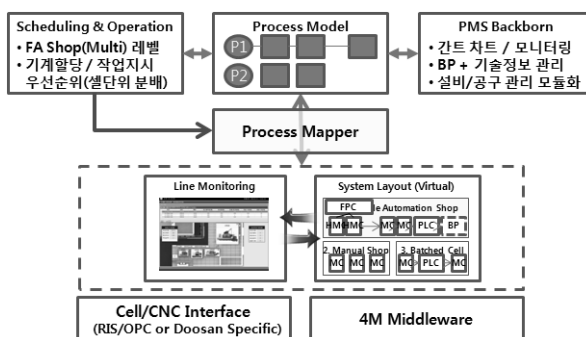 Scheduling & Operation
• FA Shop(Multi) 레벨
• 기계할당 / 작업지시
우선순위(셀단위 분배)
Process Model
P1
P2
PMS Backborn
• 간트 차트 / 모니터링
• BP + 기술정보 관리
• 설비/공구 관리 모듈화
Process Mapper
Line Monitoring
System Layout (Virtual)
FPC
le Automation Shop
HMC HMC MC MC PLC BP
2. Manual Shop
MC MC MC
3. Batched Cell
MC PLC MC
Cell/CNC Interface
(RIS/OPC or Doosan Specific)
4M Middleware